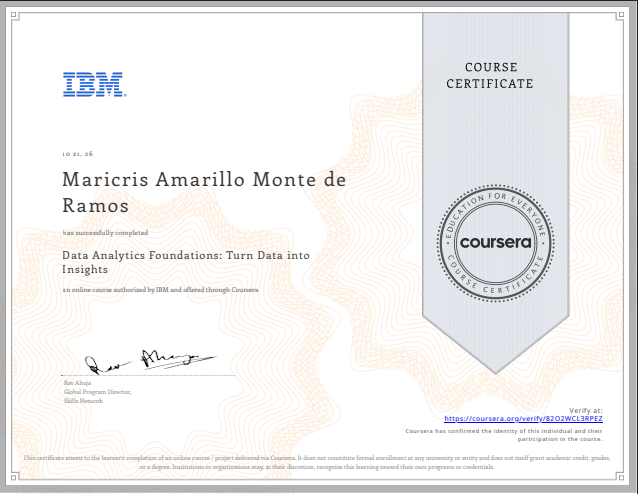 IBM
COURSE
CERTIFICATE
10 21, 26
Maricris Amarillo Monte de
Ramos
has successfully completed
Data Analytics Foundations: Turn Data into
Insights
an online course authorized by IBM and offered through Coursera
EDUCATION FOR EVERYONE
coursera
COURSE CERTIFICATE
Rav Ahuja
Global Program Director,
Skills Network
Verify at:
https://coursera.org/verify/82O2WCL3RPEZ
Coursera has confirmed the identity of this individual and their
participation in the course.
This certificate attests to the learner's completion of an online course / project delivered via Coursera. It does not constitute formal enrollment at any university or entity and does not itself grant academic credit, grades,
or a degree. Institutions or organizations may, at their discretion, recognize this learning toward their own programs or credentials.